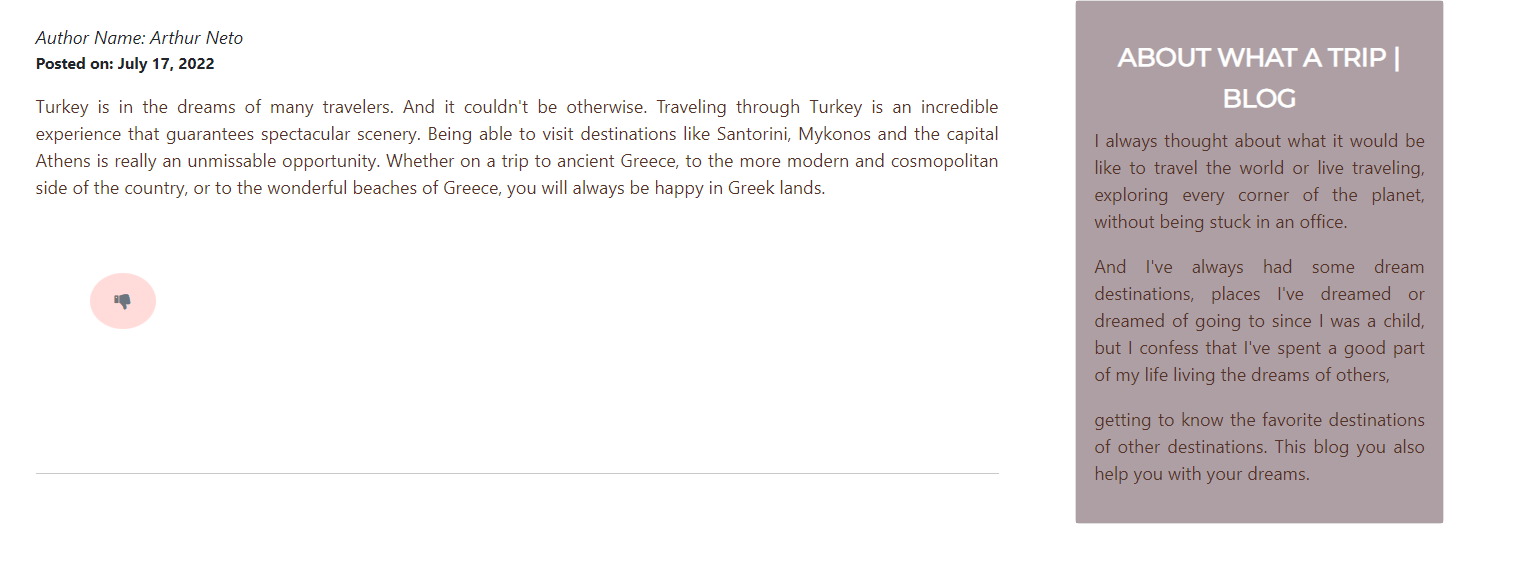 Author Name: Arthur Neto
Posted on: July 17, 2022
Turkey is in the dreams of many travelers. And it couldn't be otherwise. Traveling through Turkey is an incredible
experience that guarantees spectacular scenery. Being able to visit destinations like Santorini, Mykonos and the capital
Athens is really an unmissable opportunity. Whether on a trip to ancient Greece, to the more modern and cosmopolitan
side of the country, or to the wonderful beaches of Greece, you will always be happy in Greek lands.
ABOUT WHAT A TRIP |
BLOG
I always thought about what it would be
like to travel the world or live traveling,
exploring every corner of the planet,
without being stuck in an office.
And I've always had some dream
destinations, places I've dreamed or
dreamed of going to since I was a child,
but I confess that I've spent a good part
of my life living the dreams of others,
getting to know the favorite destinations
of other destinations. This blog you also
help you with your dreams.